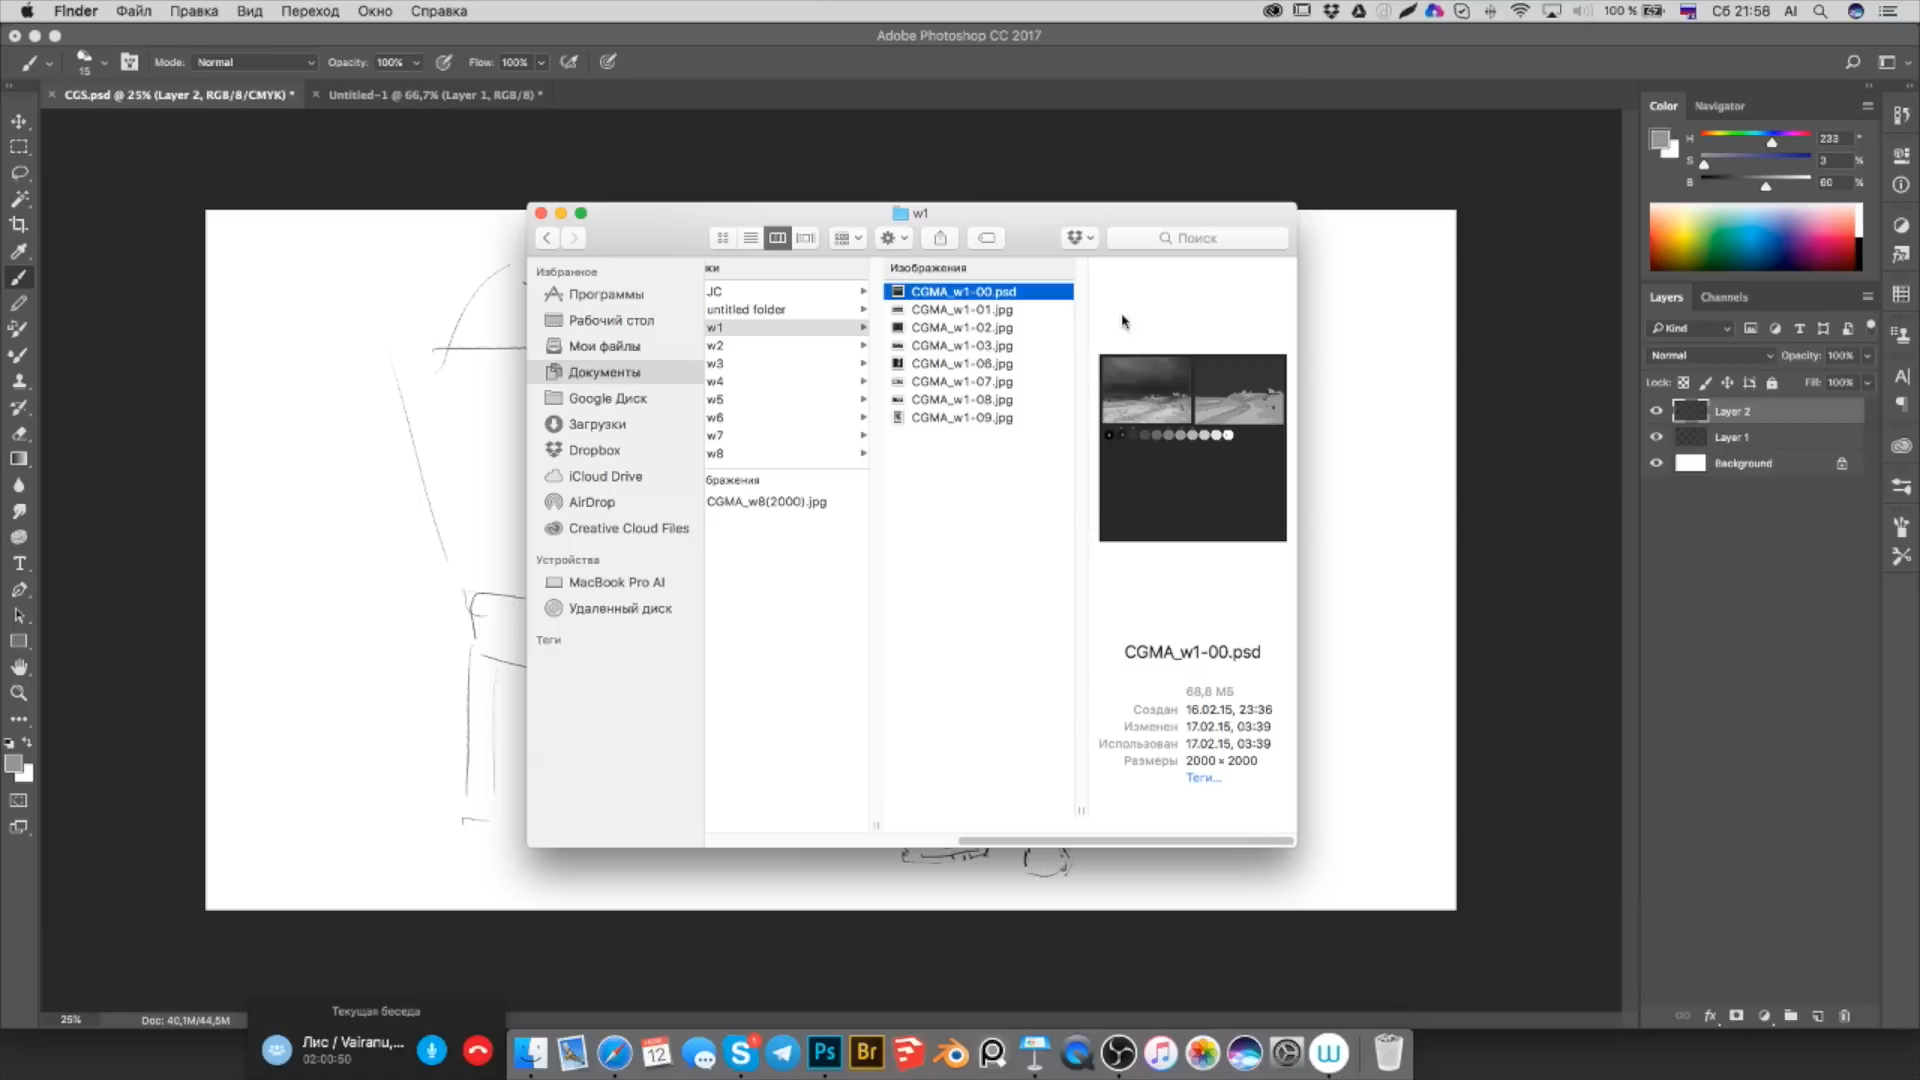 Finder Файл Правка Вид Переход Окно Справка 100 % Сб 21:58 AI
Adobe Photoshop CC 2017
15 Mode: Normal Opacity: 100% Flow: 100%
CGS.psd @ 25% (Layer 2, RGB/8/CMYK) * Untitled-1 @ 66,7% (Layer 1, RGB/8) *
Color Navigator
H 233 °
S 3 %
B 60 %
Layers Channels
Kind
Normal Opacity: 100%
Lock: Fill: 100%
Layer 2
Layer 1
Background
w1
Поиск
Избранное
Программы
Рабочий стол
Мои файлы
Документы
Google Диск
Загрузки
Dropbox
iCloud Drive
AirDrop
Creative Cloud Files
Устройства
MacBook Pro AI
Удаленный диск
Теги
ки
JC
untitled folder
w1
w2
w3
w4
w5
w6
w7
w8
бражения
CGMA_w8(2000).jpg
Изображения
CGMA_w1-00.psd
CGMA_w1-01.jpg
CGMA_w1-02.jpg
CGMA_w1-03.jpg
CGMA_w1-06.jpg
CGMA_w1-07.jpg
CGMA_w1-08.jpg
CGMA_w1-09.jpg
CGMA_w1-00.psd
68,8 МБ
Создан 16.02.15, 23:36
Изменен 17.02.15, 03:39
Использован 17.02.15, 03:39
Размеры 2000 × 2000
Теги...
25% Doc: 40,1M/44,5M
Текущая беседа
Лис / Vairanu,...
02:00:50
12
Ps
Br